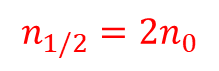 n_{1/2} = 2n_0